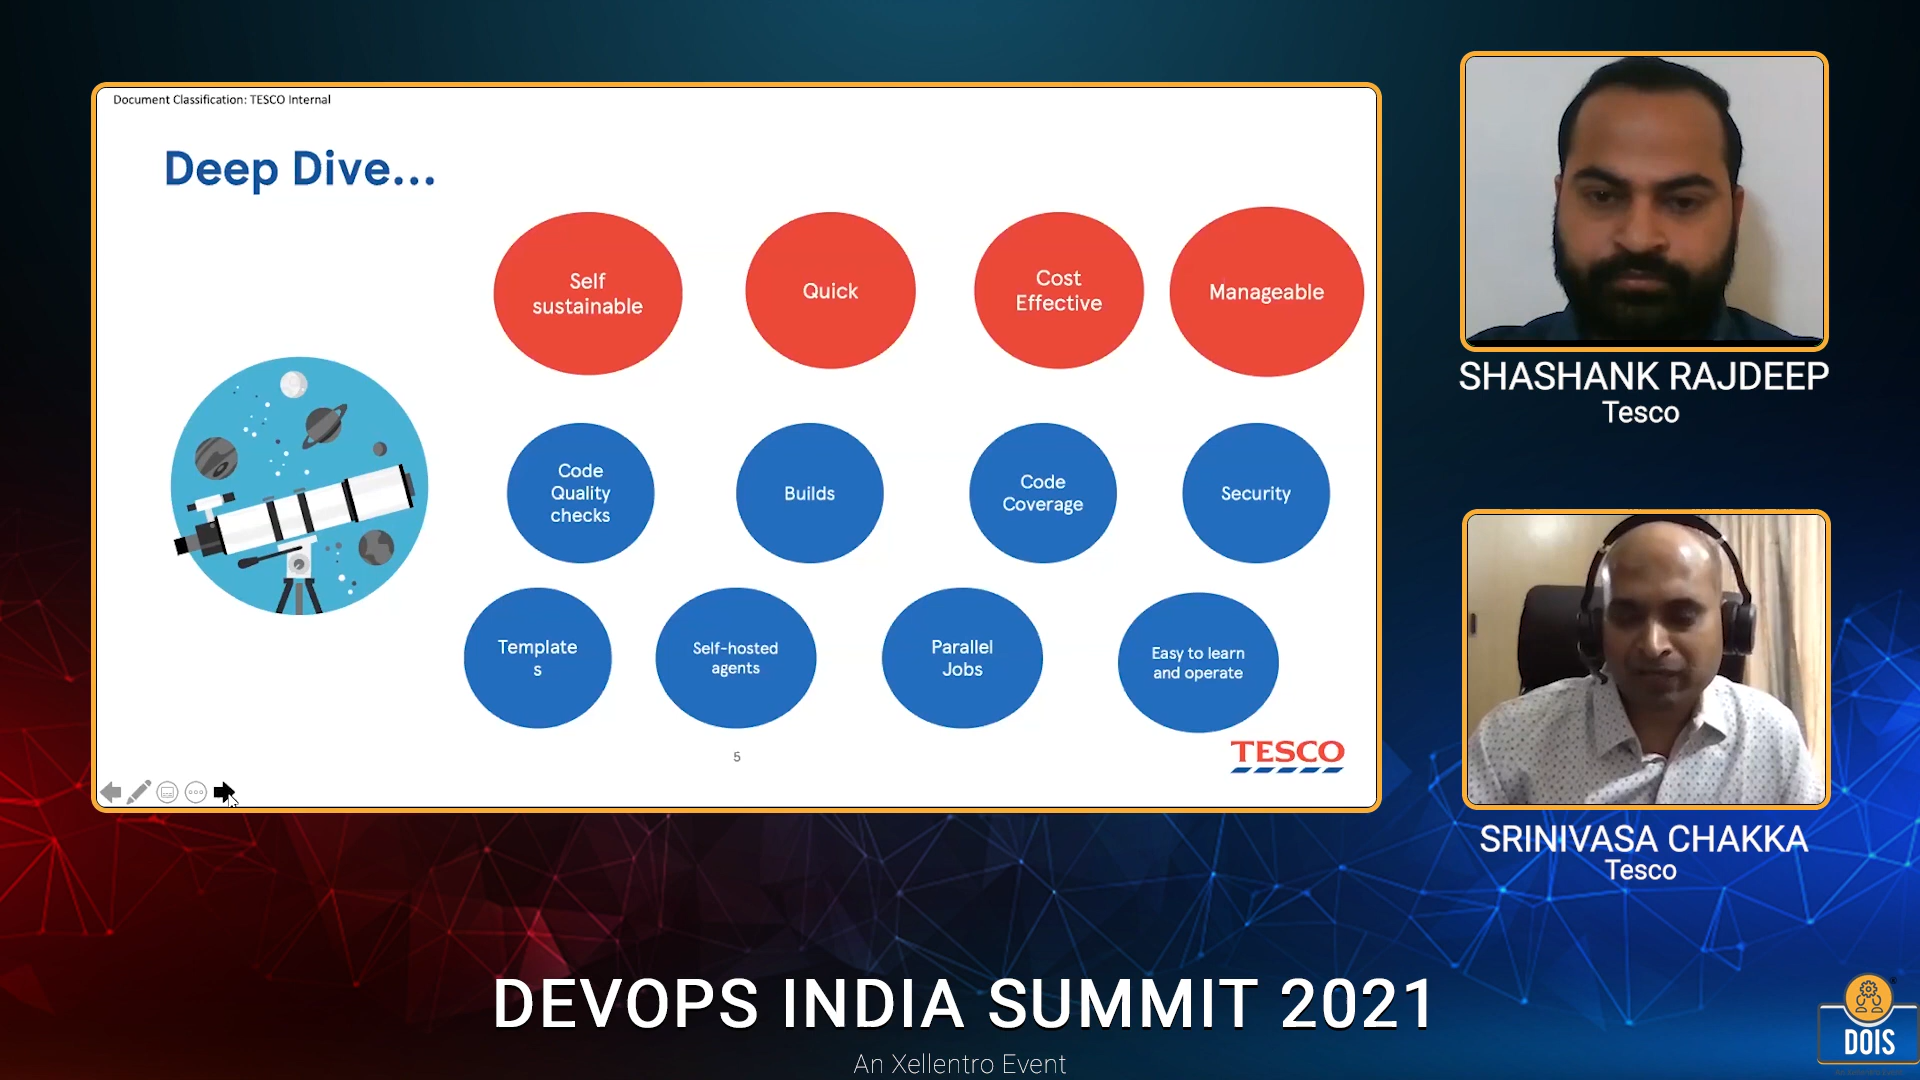 Document Classification: TESCO Internal
Deep Dive...
Self
sustainable
Quick
Cost
Effective
Manageable
Code
Quality
checks
Builds
Code
Coverage
Security
Template
s
Self-hosted
agents
Parallel
Jobs
Easy to learn
and operate
5
TESCO
SHASHANK RAJDEEP
Tesco
SRINIVASA CHAKKA
Tesco
DEVOPS INDIA SUMMIT 2021
An Xellentro Event
DOIS